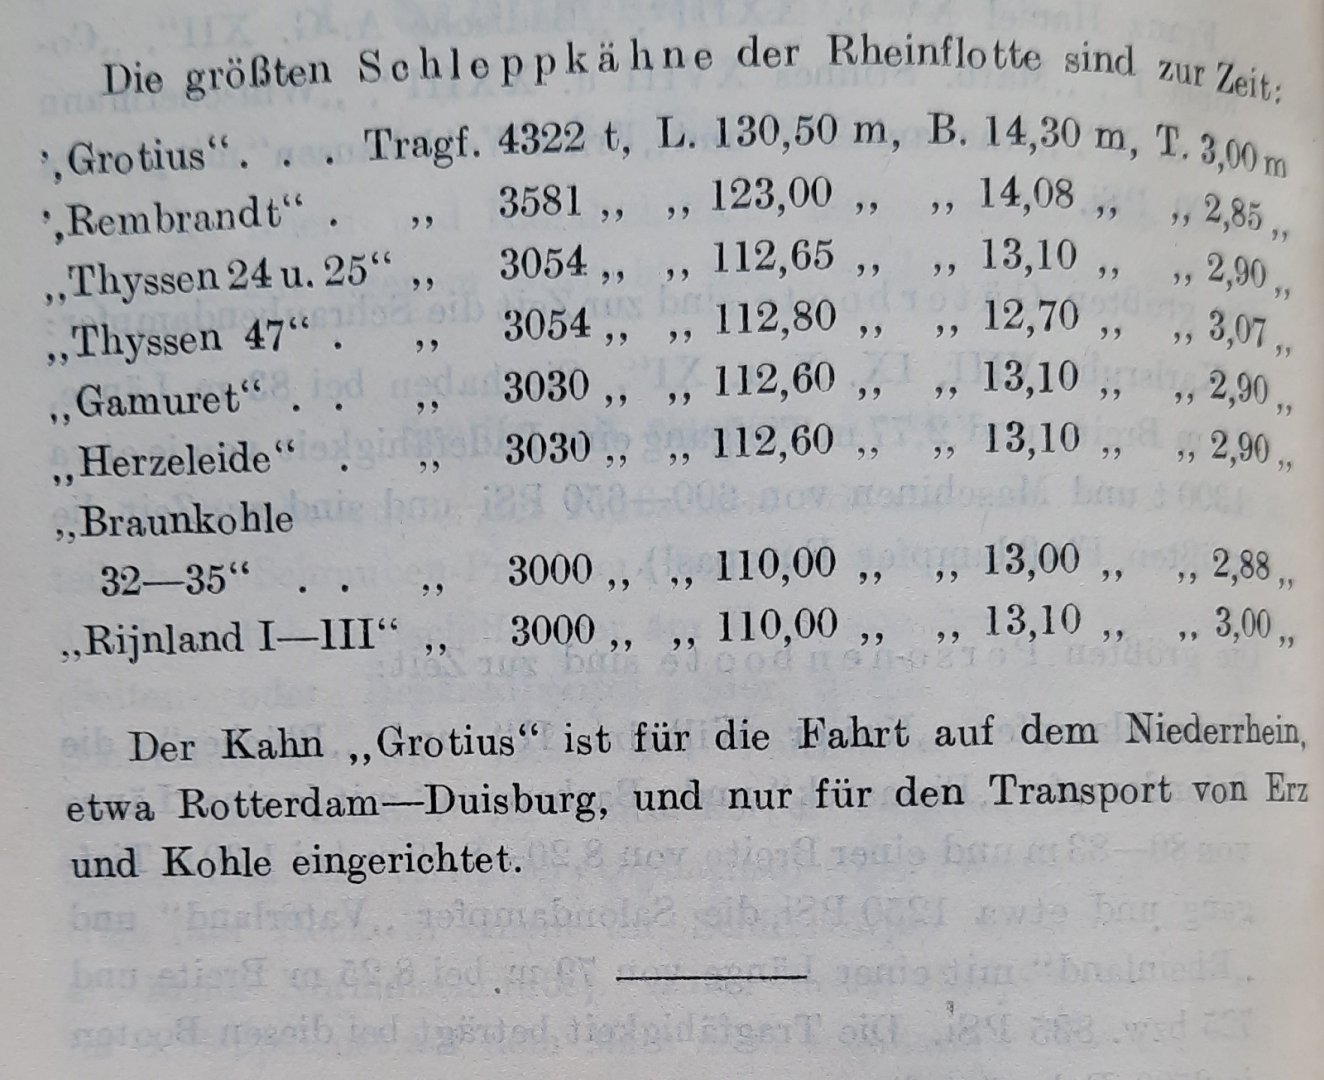 Die größten Schleppkähne der Rheinflotte sind zur Zeit:
„Grotius“. . . Tragf. 4322 t, L. 130,50 m, B. 14,30 m, T. 3,00 m
„Rembrandt“ . „ 3581 „ „ 123,00 „ „ 14,08 „ „ 2,85 „
„Thyssen 24 u. 25“ „ 3054 „ „ 112,65 „ „ 13,10 „ „ 2,90 „
„Thyssen 47“ . „ 3054 „ „ 112,80 „ „ 12,70 „ „ 3,07 „
„Gamuret“ . . „ 3030 „ „ 112,60 „ „ 13,10 „ „ 2,90 „
„Herzeleide“ . „ 3030 „ „ 112,60 „ „ 13,10 „ „ 2,90 „
„Braunkohle
32—35“ . . „ 3000 „ „ 110,00 „ „ 13,00 „ „ 2,88 „
„Rijnland I—III“ „ 3000 „ „ 110,00 „ „ 13,10 „ „ 3,00 „
Der Kahn „Grotius“ ist für die Fahrt auf dem Niederrhein,
etwa Rotterdam—Duisburg, und nur für den Transport von Erz
und Kohle eingerichtet.